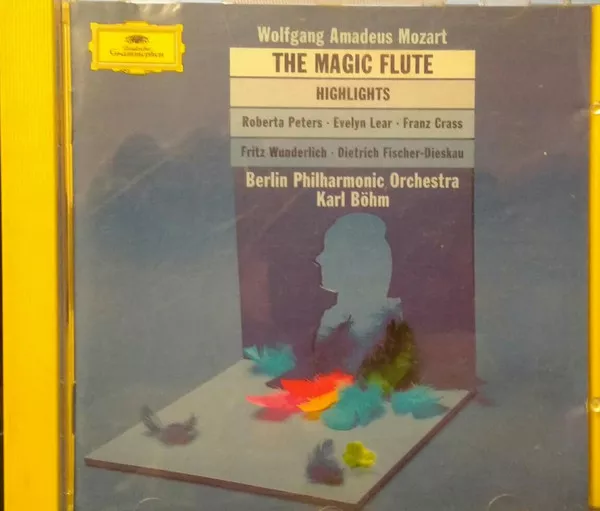 Deutsche
Grammophon
Wolfgang Amadeus Mozart
THE MAGIC FLUTE
HIGHLIGHTS
Roberta Peters · Evelyn Lear · Franz Crass
Fritz Wunderlich · Dietrich Fischer-Dieskau
Berlin Philharmonic Orchestra
Karl Böhm